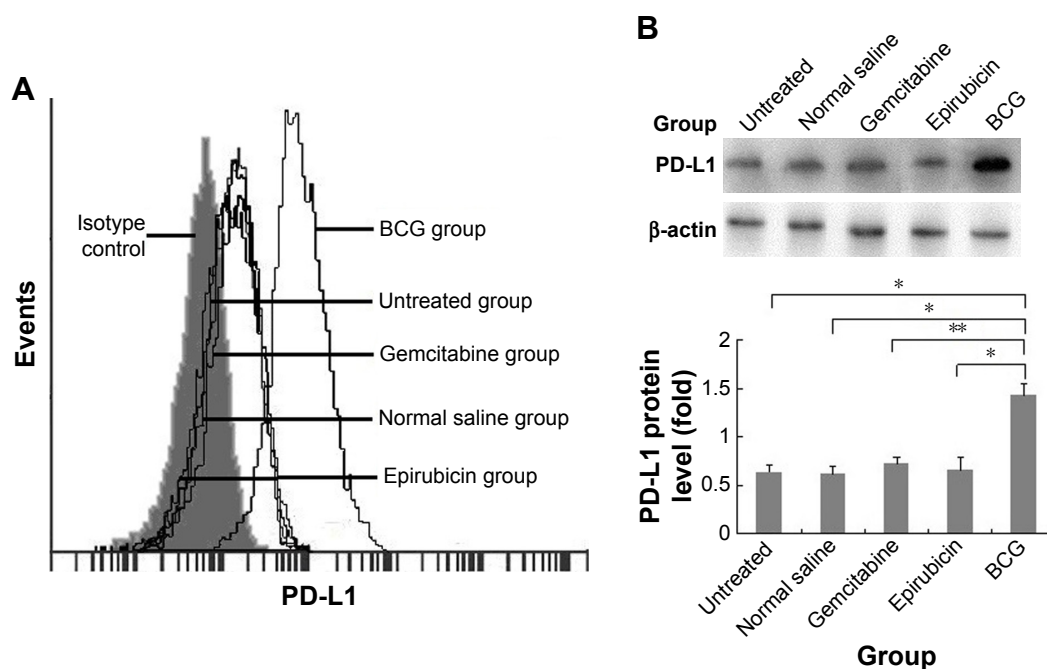 A
Events
Isotype
control
BCG group
Untreated group
Gemcitabine group
Normal saline group
Epirubicin group
PD-L1
B
Group
Untreated
Normal saline
Gemcitabine
Epirubicin
BCG
PD-L1
β-actin
*
*
**
*
PD-L1 protein
level (fold)
2
1.5
1
0.5
0
Untreated
Normal saline
Gemcitabine
Epirubicin
BCG
Group